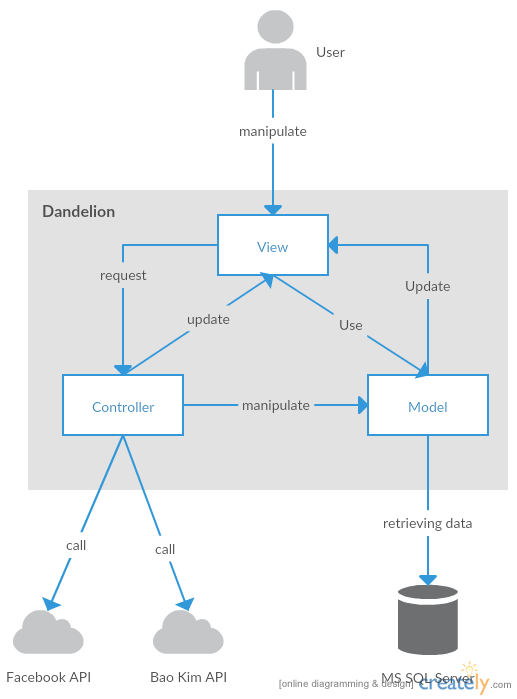 User
manipulate
Dandelion
View
request
Update
update
Use
Controller
manipulate
Model
retrieving data
call
call
Facebook API
Bao Kim API
MS SQL Server
[online diagramming & design] creately.com